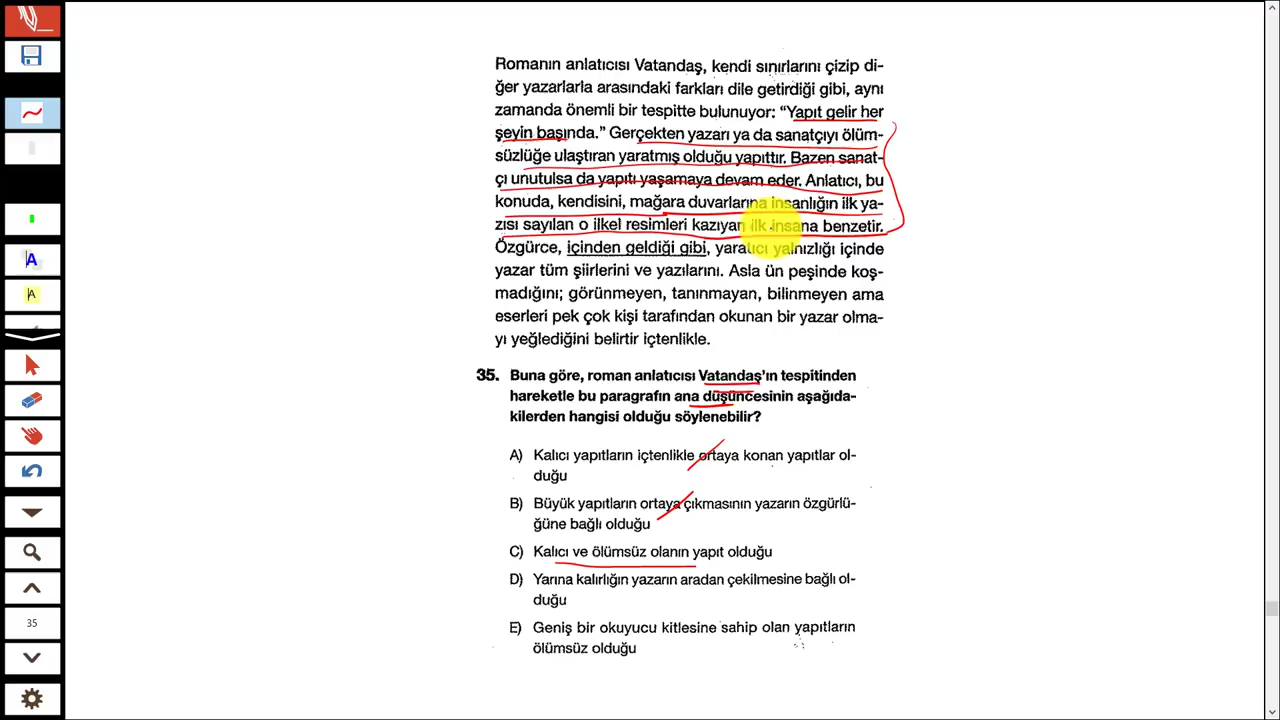 Romanın anlatıcısı Vatandaş, kendi sınırlarını çizip di-
ğer yazarlarla arasındaki farkları dile getirdiği gibi, aynı
zamanda önemli bir tespitte bulunuyor: “Yapıt gelir her
şeyin başında.” Gerçekten yazarı ya da sanatçıyı ölüm-
süzlüğe ulaştıran yaratmış olduğu yapıttır. Bazen sanat-
çı unutulsa da yapıtı yaşamaya devam eder. Anlatıcı, bu
konuda, kendisini, mağara duvarlarına insanlığın ilk ya-
zısı sayılan o ilkel resimleri kazıyan ilk insana benzetir.
Özgürce, içinden geldiği gibi, yaratıcı yalnızlığı içinde
yazar tüm şiirlerini ve yazılarını. Asla ün peşinde koş-
madığını; görünmeyen, tanınmayan, bilinmeyen ama
eserleri pek çok kişi tarafından okunan bir yazar olma-
yı yeğlediğini belirtir içtenlikle.
35. Buna göre, roman anlatıcısı Vatandaş’ın tespitinden
hareketle bu paragrafın ana düşüncesinin aşağıda-
kilerden hangisi olduğu söylenebilir?
A) Kalıcı yapıtların içtenlikle ortaya konan yapıtlar ol-
duğu
B) Büyük yapıtların ortaya çıkmasının yazarın özgürlü-
ğüne bağlı olduğu
C) Kalıcı ve ölümsüz olanın yapıt olduğu
D) Yarına kalırlığın yazarın aradan çekilmesine bağlı ol-
duğu
E) Geniş bir okuyucu kitlesine sahip olan yapıtların
ölümsüz olduğu
A
A
35